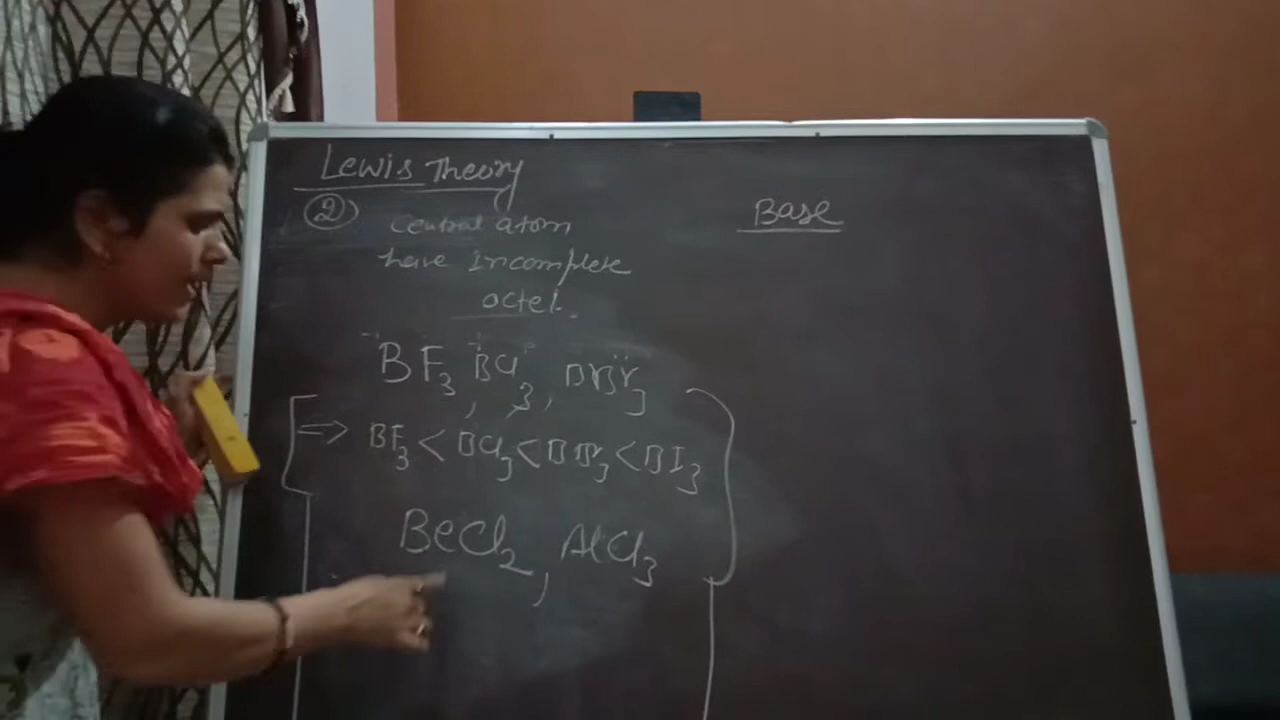 Lewis Theory
Base
② Central atom
have Incomplete
octet.
BF₃, BCl₃, BBr₃
⇒ BF₃ < BCl₃ < BBr₃ < BI₃
BeCl₂, AlCl₃